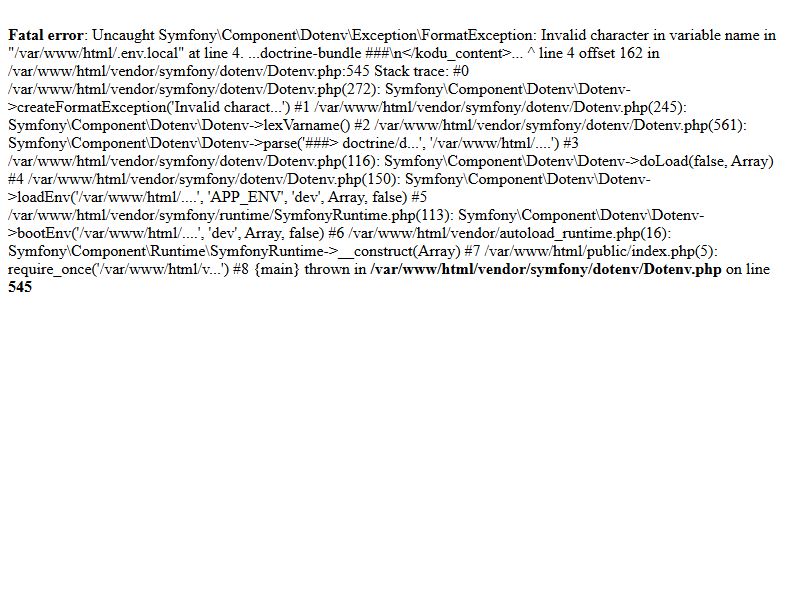 Fatal error: Uncaught Symfony\Component\Dotenv\Exception\FormatException: Invalid character in variable name in
"/var/www/html/.env.local" at line 4. ...doctrine-bundle ###\n</kodu_content>... ^ line 4 offset 162 in
/var/www/html/vendor/symfony/dotenv/Dotenv.php:545 Stack trace: #0
/var/www/html/vendor/symfony/dotenv/Dotenv.php(272): Symfony\Component\Dotenv\Dotenv-
>createFormatException('Invalid charact...') #1 /var/www/html/vendor/symfony/dotenv/Dotenv.php(245):
Symfony\Component\Dotenv\Dotenv->lexVarname() #2 /var/www/html/vendor/symfony/dotenv/Dotenv.php(561):
Symfony\Component\Dotenv\Dotenv->parse('###> doctrine/d...', '/var/www/html/....') #3
/var/www/html/vendor/symfony/dotenv/Dotenv.php(116): Symfony\Component\Dotenv\Dotenv->doLoad(false, Array)
#4 /var/www/html/vendor/symfony/dotenv/Dotenv.php(150): Symfony\Component\Dotenv\Dotenv-
>loadEnv('/var/www/html/....', 'APP_ENV', 'dev', Array, false) #5
/var/www/html/vendor/symfony/runtime/SymfonyRuntime.php(113): Symfony\Component\Dotenv\Dotenv-
>bootEnv('/var/www/html/....', 'dev', Array, false) #6 /var/www/html/vendor/autoload_runtime.php(16):
Symfony\Component\Runtime\SymfonyRuntime->__construct(Array) #7 /var/www/html/public/index.php(5):
require_once('/var/www/html/v...') #8 {main} thrown in /var/www/html/vendor/symfony/dotenv/Dotenv.php on line
545